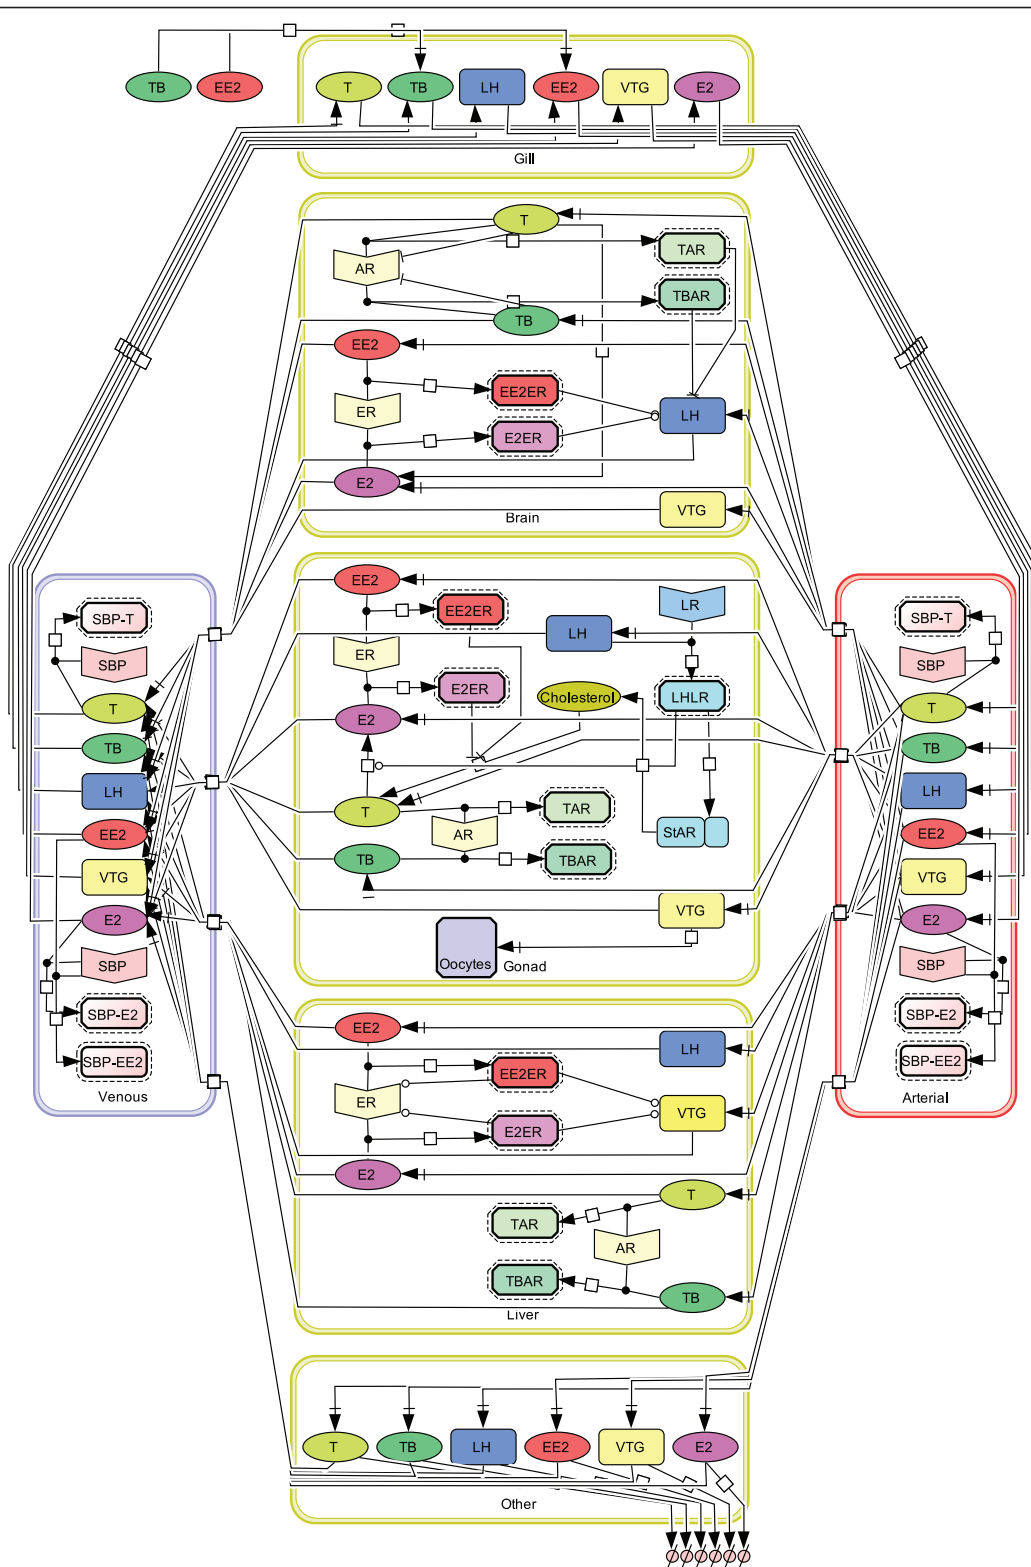 TB EE2
T TB LH EE2 VTG E2
Gill
T
TAR
AR
TBAR
TB
EE2
EE2ER
ER
LH
E2ER
E2
VTG
Brain
EE2
EE2ER
LR
LH
ER
E2ER
Cholesterol
LHLR
E2
T
TAR
AR
StAR
TB
TBAR
VTG
Oocytes
Gonad
SBP-T
SBP
T
TB
LH
EE2
VTG
E2
SBP
SBP-E2
SBP-EE2
Venous
SBP-T
SBP
T
TB
LH
EE2
VTG
E2
SBP
SBP-E2
SBP-EE2
Arterial
EE2
LH
EE2ER
ER
VTG
E2ER
E2
T
TAR
AR
TBAR
TB
Liver
T TB LH EE2 VTG E2
Other